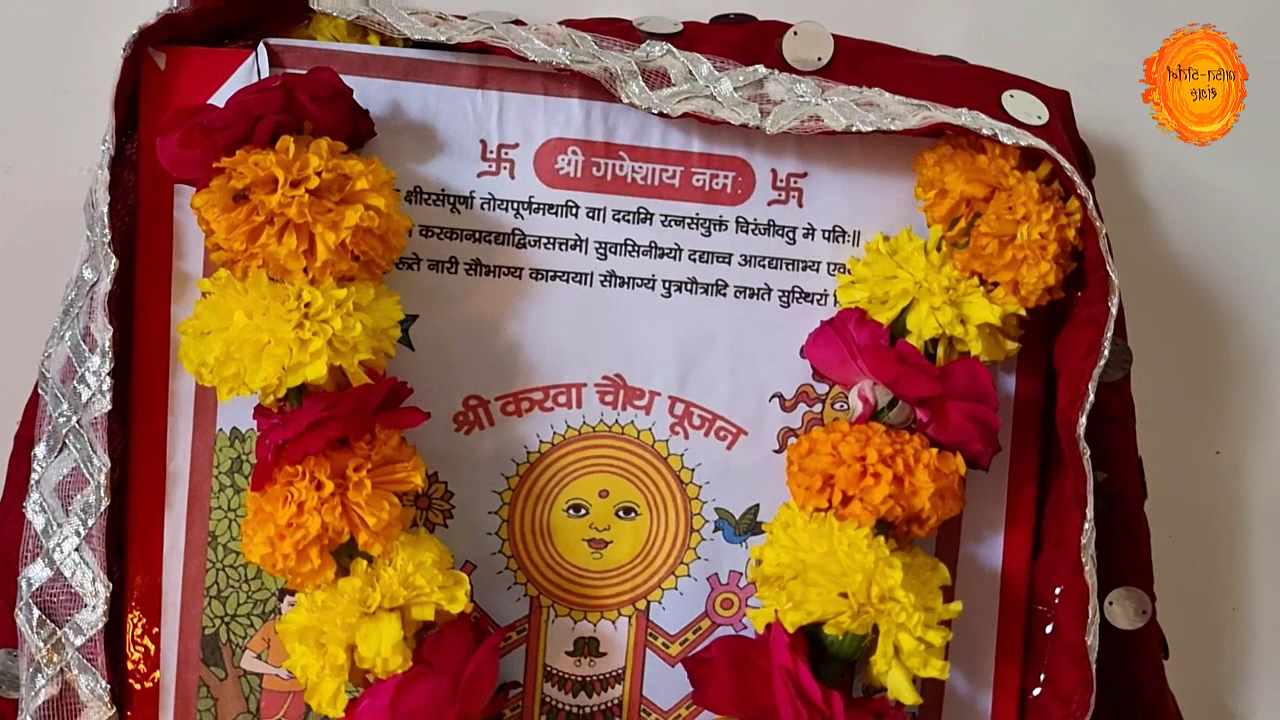 श्री गणेशाय नमः
क्षीरसंपूर्णा तोयपूर्णमथापि वा। ददामि रत्नसंयुक्तं चिरंजीवतु मे पतिः॥
करकान्प्रदद्याद्विजसत्तमे। सुवासिनीभ्यो दद्याच्च आदद्यात्ताभ्य
नारी सौभाग्य काम्यया। सौभाग्यं पुत्रपौत्रादि लभते सुस्थिरां
श्री करवा चौथ पूजन